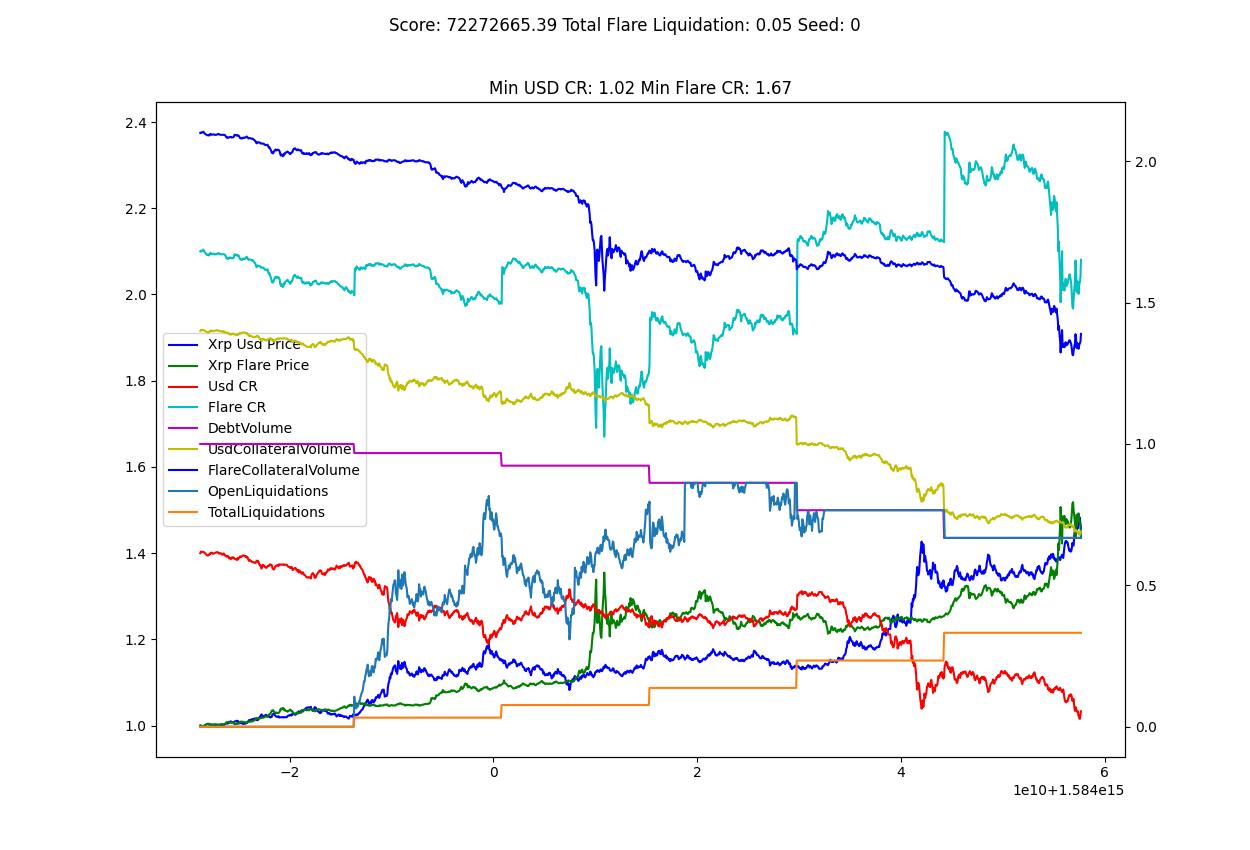 Score: 72272665.39 Total Flare Liquidation: 0.05 Seed: 0
Min USD CR: 1.02 Min Flare CR: 1.67
2.4
2.2
2.0
1.8
1.6
1.4
1.2
1.0
2.0
1.5
1.0
0.5
0.0
Xrp Usd Price
Xrp Flare Price
Usd CR
Flare CR
DebtVolume
UsdCollateralVolume
FlareCollateralVolume
OpenLiquidations
TotalLiquidations
−2 0 2 4 6
1e10+1.584e15